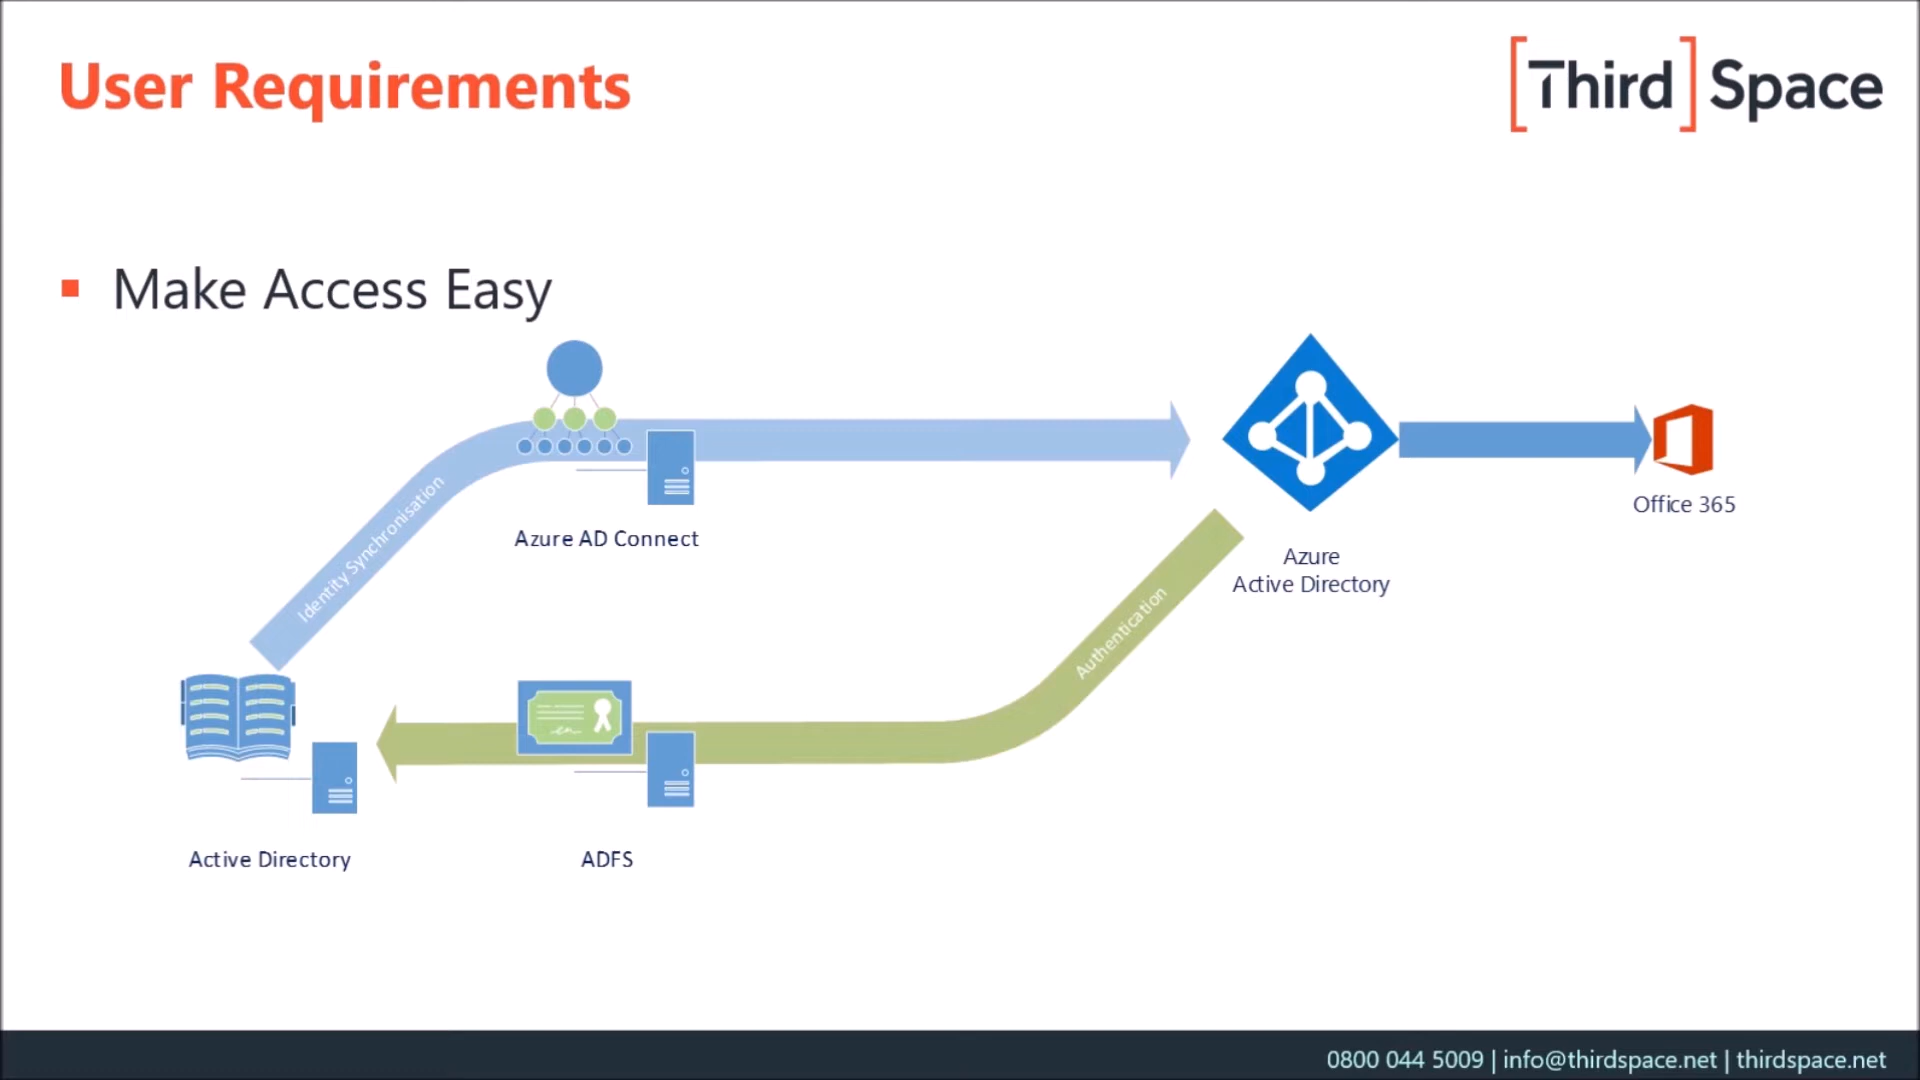 User Requirements
[Third] Space
Make Access Easy
Identity Synchronisation
Azure AD Connect
Azure
Active Directory
Office 365
Authentication
Active Directory
ADFS
0800 044 5009 | info@thirdspace.net | thirdspace.net